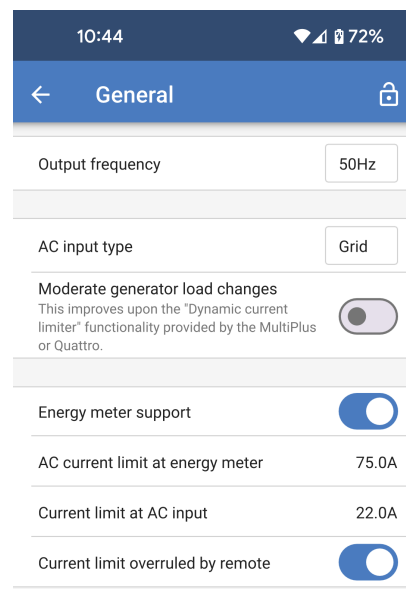 10:44 72%
General
Output frequency 50Hz
AC input type Grid
Moderate generator load changes
This improves upon the "Dynamic current
limiter" functionality provided by the MultiPlus
or Quattro.
Energy meter support
AC current limit at energy meter 75.0A
Current limit at AC input 22.0A
Current limit overruled by remote